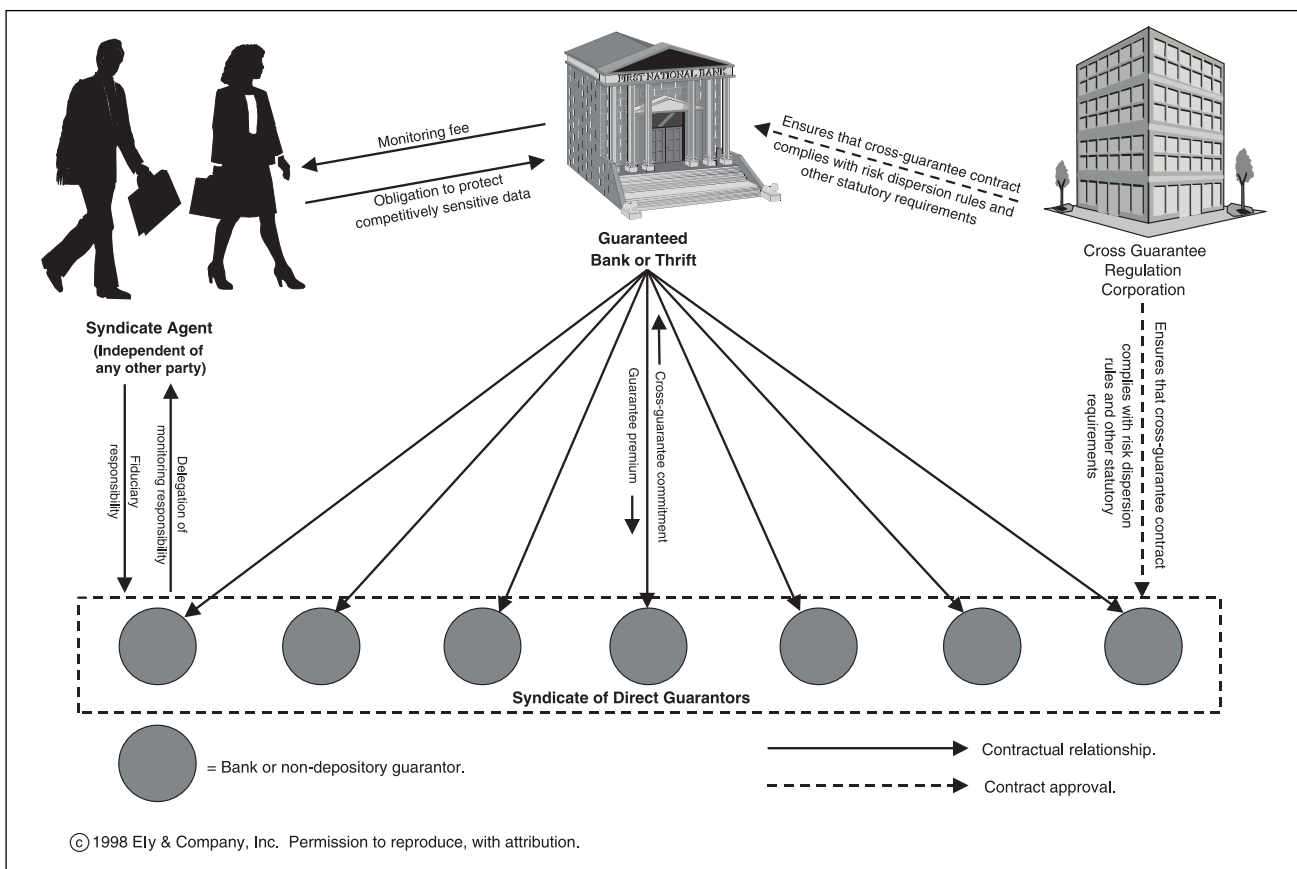 FIRST NATIONAL BANK
Monitoring fee
Obligation to protect
competitively sensitive data
Ensures that cross-guarantee contract
complies with risk dispersion rules and
other statutory requirements
Guaranteed
Bank or Thrift
Cross Guarantee
Regulation
Corporation
Syndicate Agent
(Independent of
any other party)
Fiduciary
responsibility
Delegation of
monitoring responsibility
Guarantee premium
Cross-guarantee commitment
Ensures that cross-guarantee contract
complies with risk dispersion
rules and other statutory
requirements
Syndicate of Direct Guarantors
= Bank or non-depository guarantor.
Contractual relationship.
Contract approval.
© 1998 Ely & Company, Inc. Permission to reproduce, with attribution.